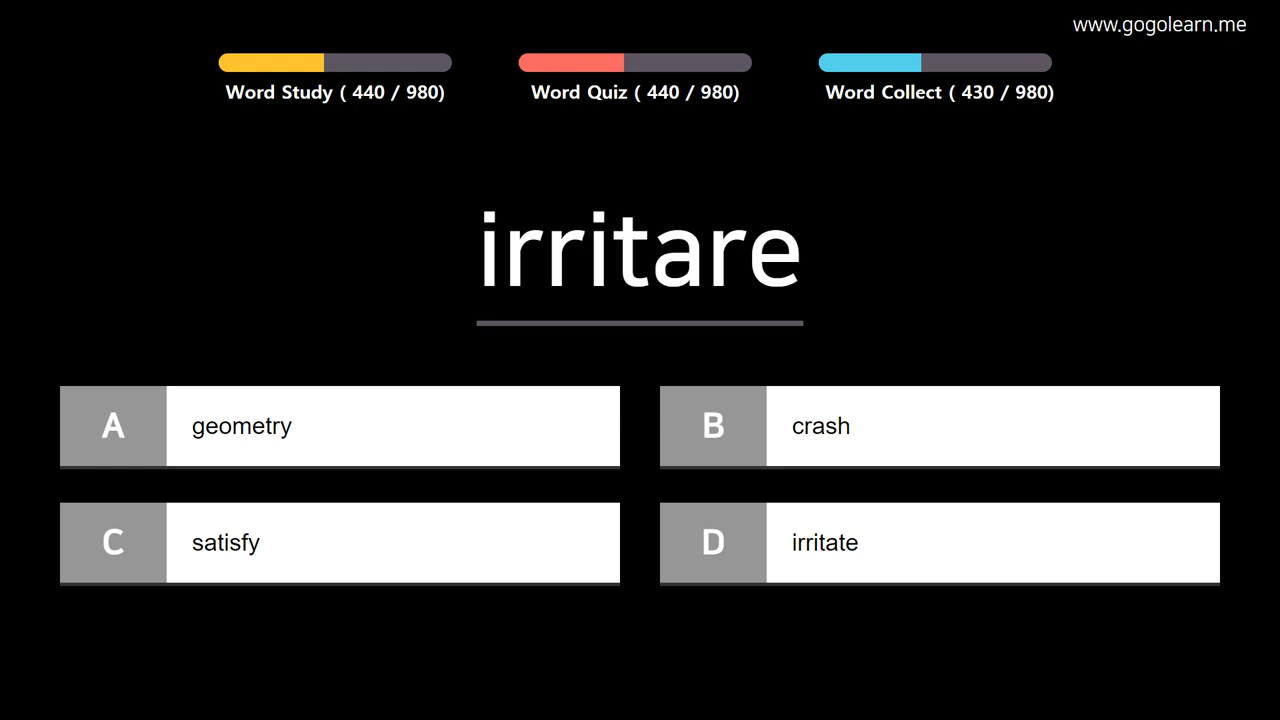 www.gogolearn.me
Word Study ( 440 / 980)
Word Quiz ( 440 / 980)
Word Collect ( 430 / 980)
irritare
A geometry
B crash
C satisfy
D irritate